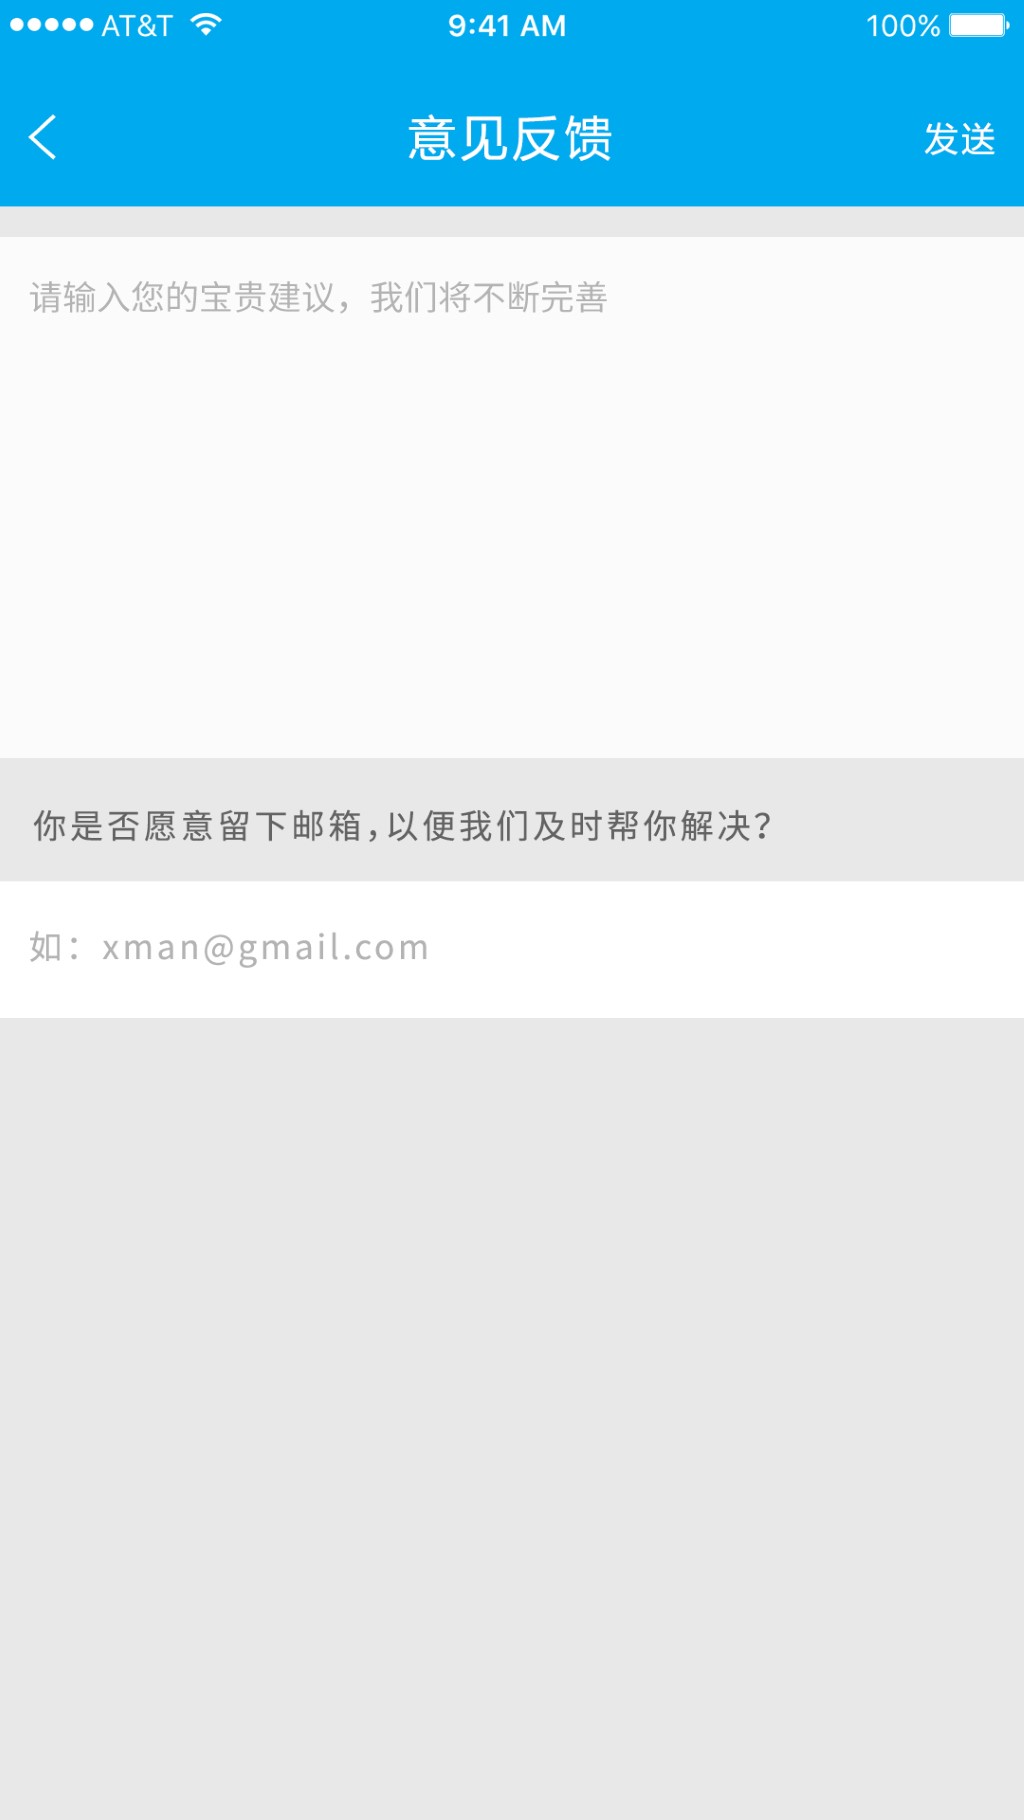 AT&T 9:41 AM 100%
意见反馈 发送
请输入您的宝贵建议，我们将不断完善
你是否愿意留下邮箱，以便我们及时帮你解决？
如：xman@gmail.com